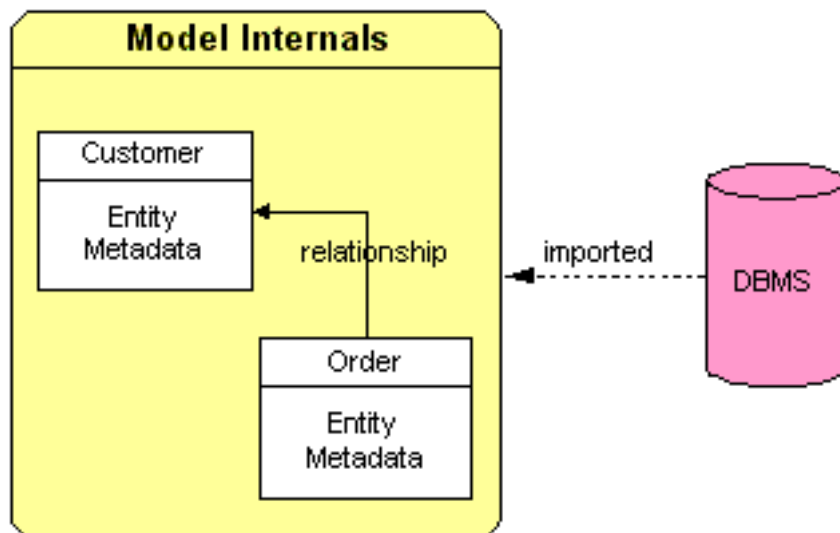 Model Internals
Customer
Entity
Metadata
relationship
imported
DBMS
Order
Entity
Metadata